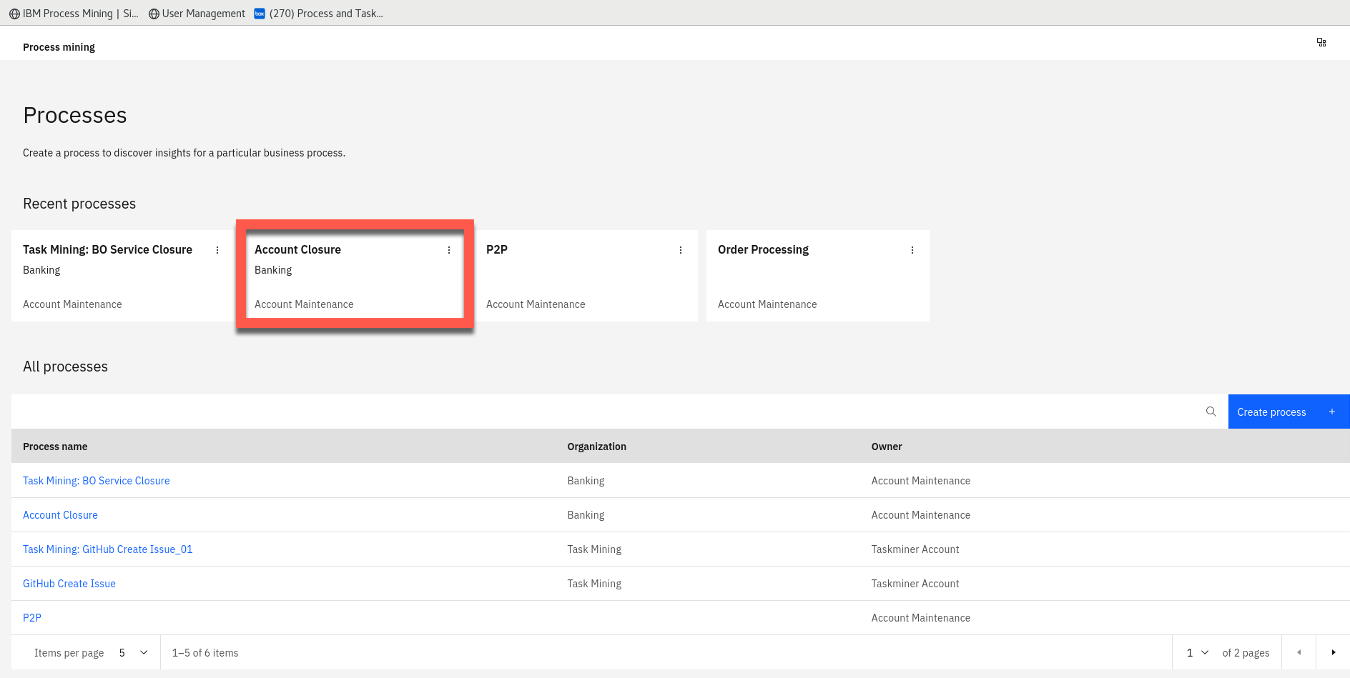 IBM Process Mining | Si... User Management box (270) Process and Task...
Process mining
Processes
Create a process to discover insights for a particular business process.
Recent processes
Task Mining: BO Service Closure
Banking
Account Maintenance
Account Closure
Banking
Account Maintenance
P2P
Account Maintenance
Order Processing
Account Maintenance
All processes
Create process +
Process name Organization Owner
Task Mining: BO Service Closure Banking Account Maintenance
Account Closure Banking Account Maintenance
Task Mining: GitHub Create Issue_01 Task Mining Taskminer Account
GitHub Create Issue Task Mining Taskminer Account
P2P Account Maintenance
Items per page 5 1–5 of 6 items 1 of 2 pages